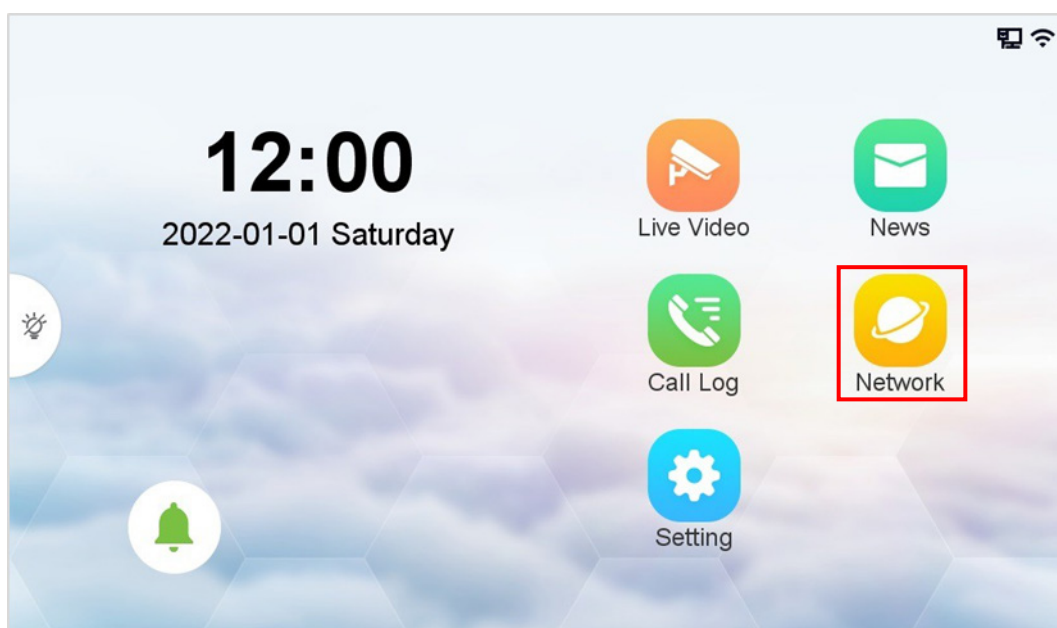 12:00
2022-01-01 Saturday
Live Video
News
Call Log
Network
Setting